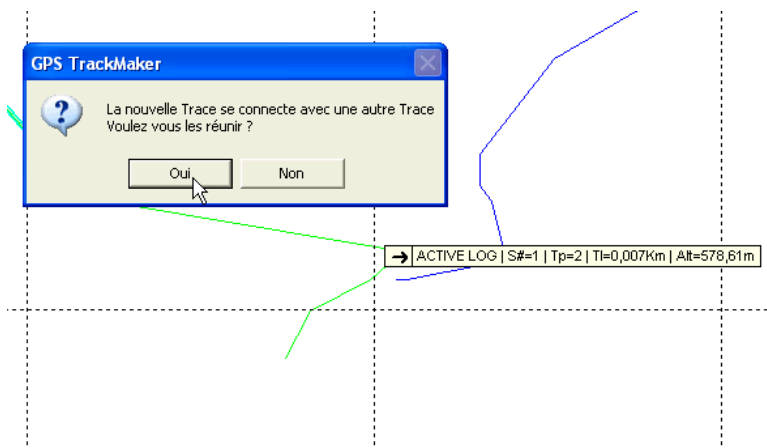 GPS TrackMaker
La nouvelle Trace se connecte avec une autre Trace
Voulez vous les réunir ?
Oui
Non
ACTIVE LOG | S#=1 | Tp=2 | Tl=0,007Km | Alt=578,61m